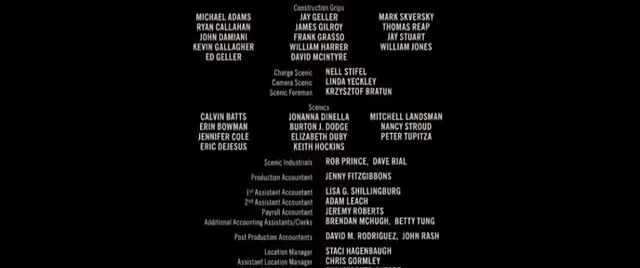 Construction Grips
MICHAEL ADAMS JAY GELLER MARK SKVERSKY
RYAN CALLAHAN JAMES GILROY THOMAS REAP
JOHN DAMIANI FRANK GRASSO JAY STUART
KEVIN GALLAGHER WILLIAM HARRER WILLIAM JONES
ED GELLER DAVID MCINTYRE
Charge Scenic NELL STIFEL
Camera Scenic LINDA YECKLEY
Scenic Foreman KRZYSZTOF BRATUN
Scenics
CALVIN BATTS JONANNA DINELLA MITCHELL LANDSMAN
ERIN BOWMAN BURTON J. DODGE NANCY STROUD
JENNIFER COLE ELIZABETH DUBY PETER TUPITZA
ERIC DEJESUS KEITH HOCKINS
Scenic Industrials ROB PRINCE, DAVE RIAL
Production Accountant JENNY FITZGIBBONS
1st Assistant Accountant LISA G. SHILLINGBURG
2nd Assistant Accountant ADAM LEACH
Payroll Accountant JEREMY ROBERTS
Additional Accounting Assistants/Clerks BRENDAN MCHUGH, BETTY TUNG
Post Production Accountants DAVID M. RODRIGUEZ, JOHN RASH
Location Manager STACI HAGENBAUGH
Assistant Location Manager CHRIS GORMLEY